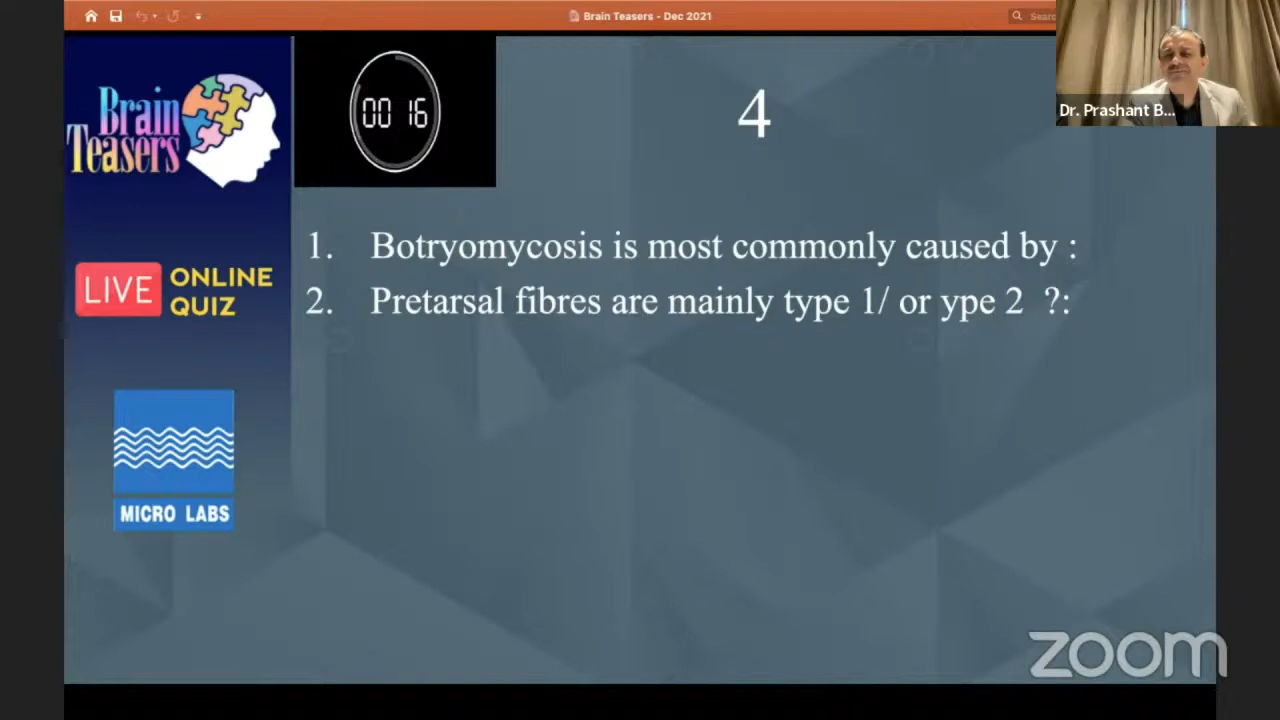 Brain Teasers - Dec 2021
Sear
Dr. Prashant B...
Brain
Teasers
00 16
4
1. Botryomycosis is most commonly caused by :
2. Pretarsal fibres are mainly type 1/ or ype 2 ?:
LIVE ONLINE
QUIZ
MICRO LABS
zoom